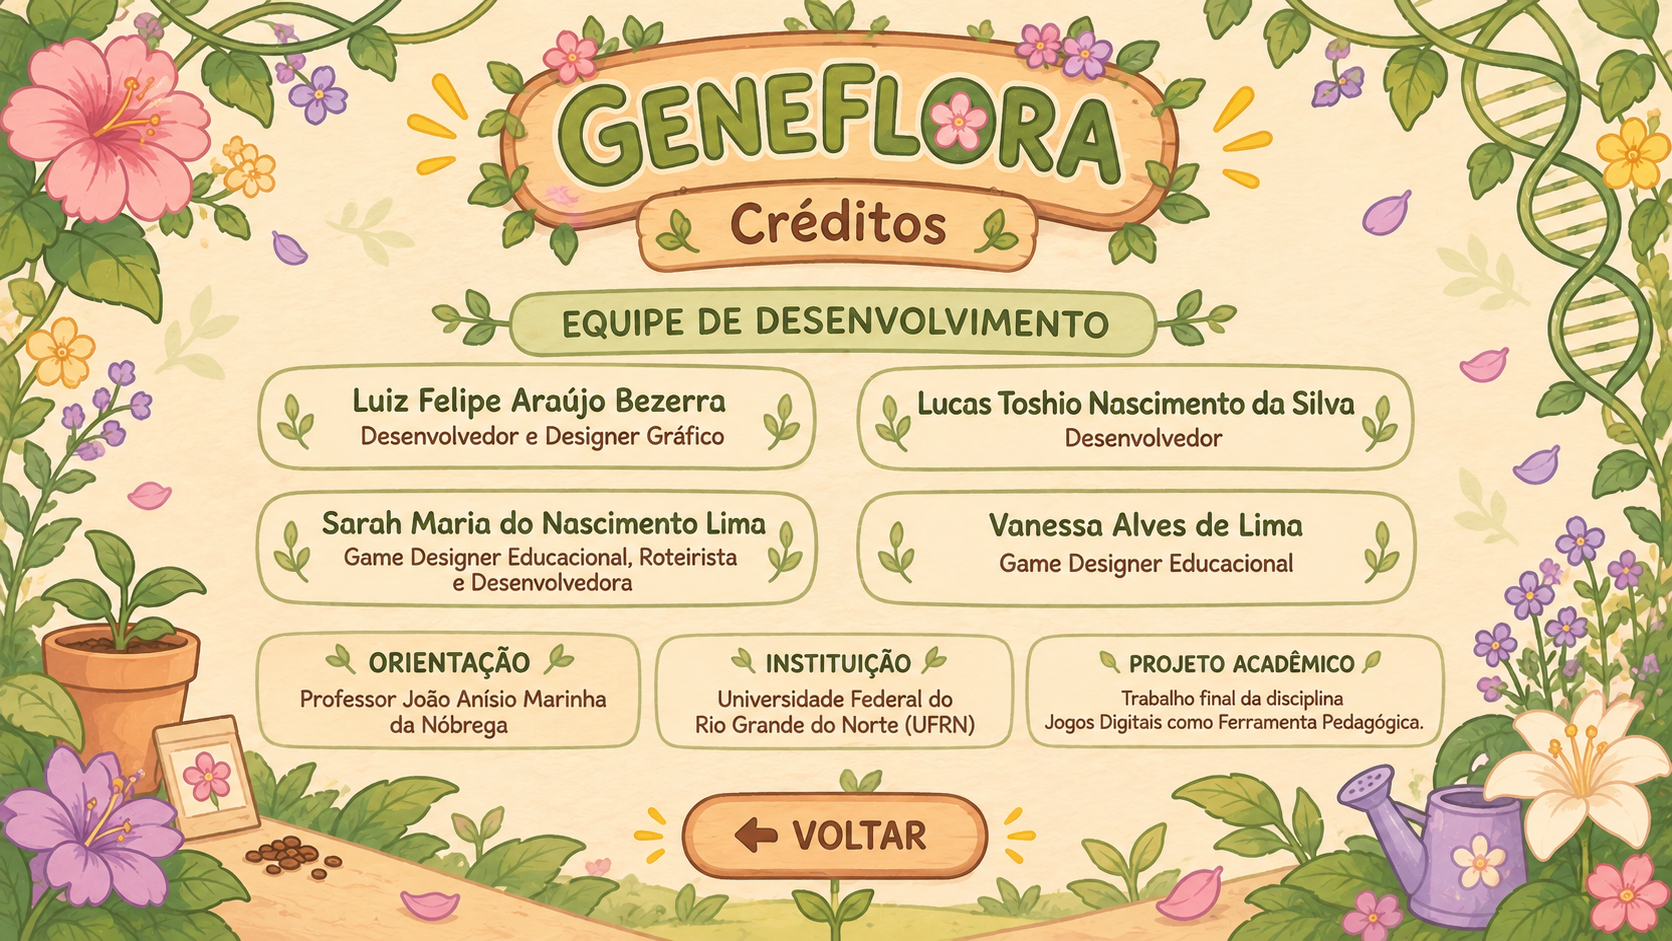 GENEFLORA
Créditos
EQUIPE DE DESENVOLVIMENTO
Luiz Felipe Araújo Bezerra
Desenvolvedor e Designer Gráfico
Lucas Toshio Nascimento da Silva
Desenvolvedor
Sarah Maria do Nascimento Lima
Game Designer Educacional, Roteirista
e Desenvolvedora
Vanessa Alves de Lima
Game Designer Educacional
ORIENTAÇÃO
Professor João Anísio Marinha
da Nóbrega
INSTITUIÇÃO
Universidade Federal do
Rio Grande do Norte (UFRN)
PROJETO ACADÊMICO
Trabalho final da disciplina
Jogos Digitais como Ferramenta Pedagógica.
VOLTAR